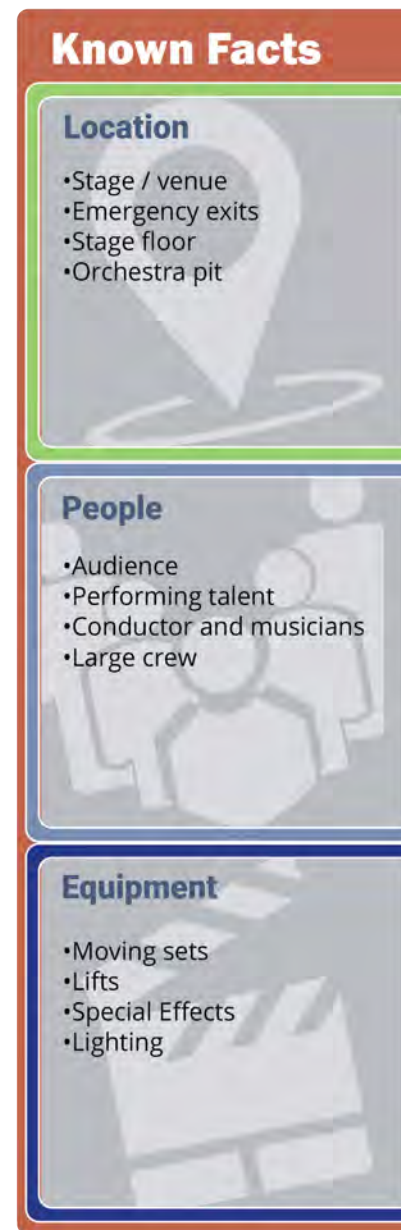 Known Facts
Location
•Stage / venue
•Emergency exits
•Stage floor
•Orchestra pit
People
•Audience
•Performing talent
•Conductor and musicians
•Large crew
Equipment
•Moving sets
•Lifts
•Special Effects
•Lighting